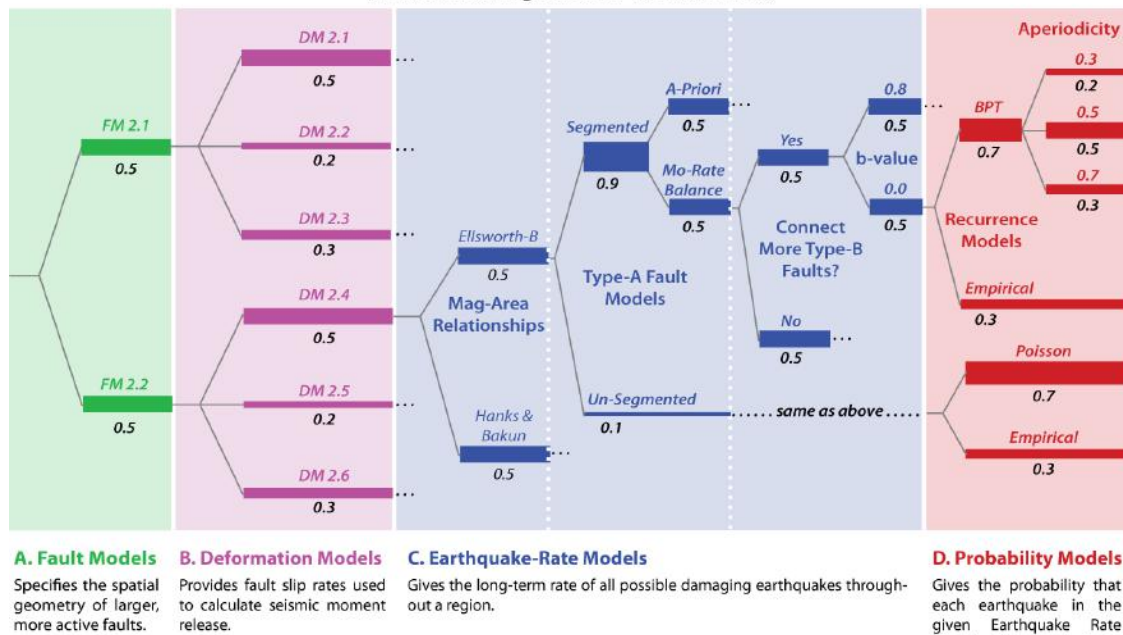 Aperiodicity
DM 2.1
...
0.5
FM 2.1
0.5
DM 2.2
...
0.2
DM 2.3
...
0.3
DM 2.4
0.5
FM 2.2
0.5
DM 2.5
...
0.2
DM 2.6
...
0.3
Ellsworth-B
0.5
Mag-Area
Relationships
Hanks &
Bakun
...
0.5
Segmented
0.9
A-Priori
...
0.5
Mo-Rate
Balance
0.5
Type-A Fault
Models
Un-Segmented
0.1
...... same as above ......
Yes
0.5
Connect
More Type-B
Faults?
No
...
0.5
0.8
...
0.5
b-value
0.0
0.5
BPT
0.7
0.3
0.2
0.5
0.5
0.7
0.3
Recurrence
Models
Empirical
0.3
Poisson
0.7
Empirical
0.3
A. Fault Models
Specifies the spatial
geometry of larger,
more active faults.
B. Deformation Models
Provides fault slip rates used
to calculate seismic moment
release.
C. Earthquake-Rate Models
Gives the long-term rate of all possible damaging earthquakes through-
out a region.
D. Probability Models
Gives the probability that
each earthquake in the
given Earthquake Rate